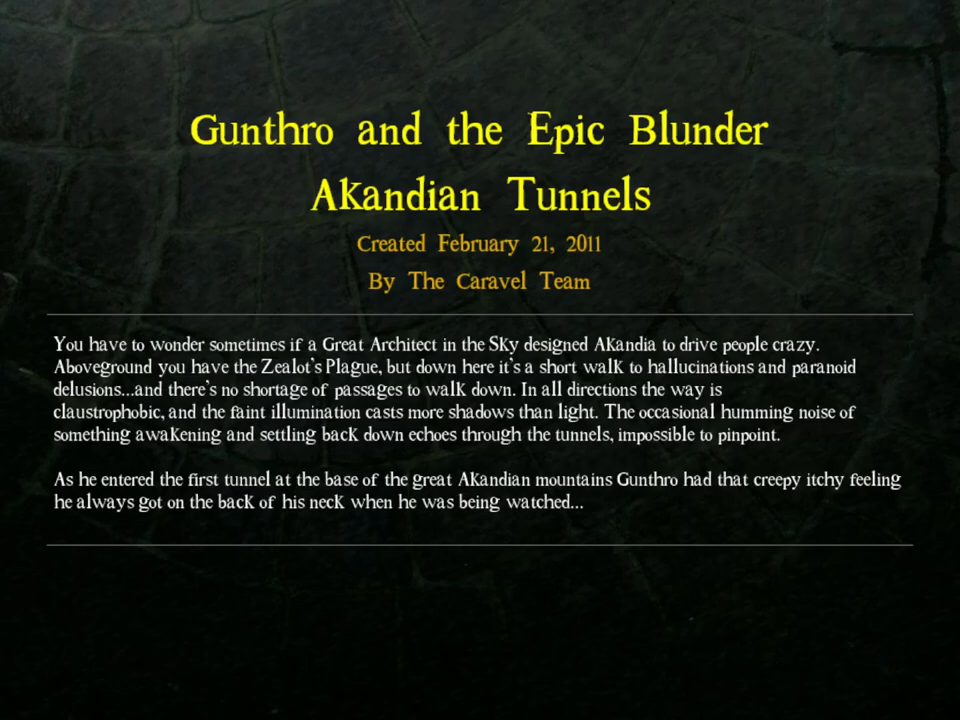 Gunthro and the Epic Blunder
Akandian Tunnels
Created February 21, 2011
By The Caravel Team
You have to wonder sometimes if a Great Architect in the Sky designed Akandia to drive people crazy.
Aboveground you have the Zealot's Plague, but down here it's a short walk to hallucinations and paranoid
delusions...and there's no shortage of passages to walk down. In all directions the way is
claustrophobic, and the faint illumination casts more shadows than light. The occasional humming noise of
something awakening and settling back down echoes through the tunnels, impossible to pinpoint.
As he entered the first tunnel at the base of the great Akandian mountains Gunthro had that creepy itchy feeling
he always got on the back of his neck when he was being watched...